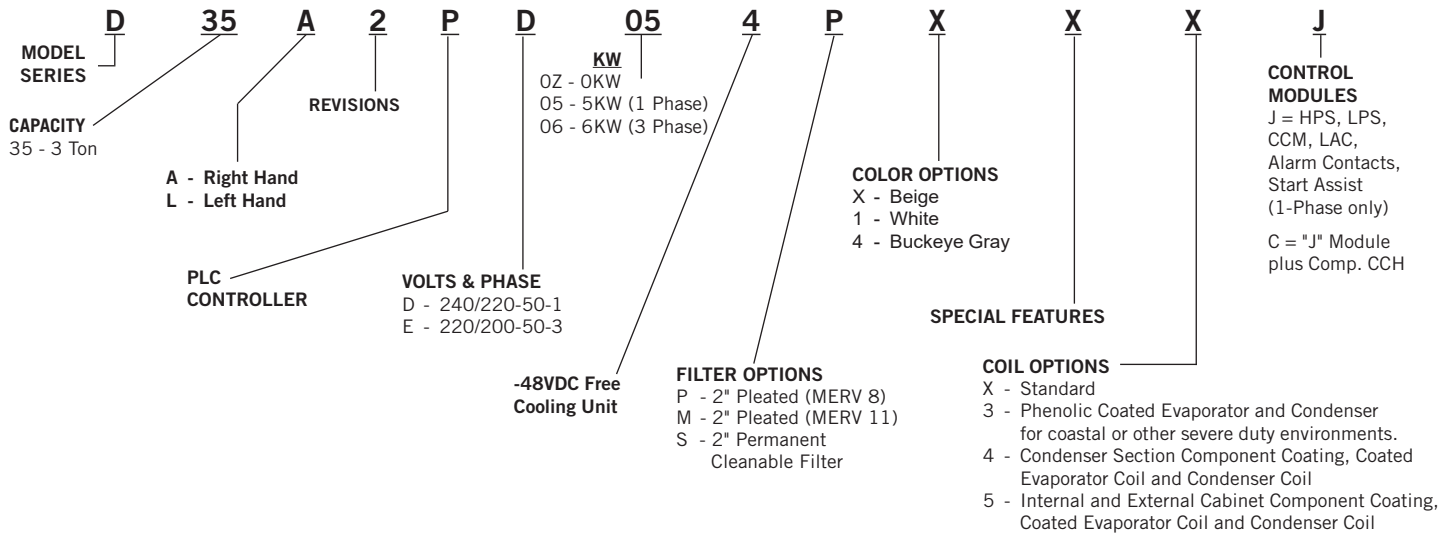 D 35 A 2 P D 05 4 P X X X J
MODEL
SERIES
CAPACITY
35 - 3 Ton
A - Right Hand
L - Left Hand
REVISIONS
PLC
CONTROLLER
VOLTS & PHASE
D - 240/220-50-1
E - 220/200-50-3
KW
0Z - 0KW
05 - 5KW (1 Phase)
06 - 6KW (3 Phase)
-48VDC Free
Cooling Unit
FILTER OPTIONS
P - 2" Pleated (MERV 8)
M - 2" Pleated (MERV 11)
S - 2" Permanent
Cleanable Filter
COLOR OPTIONS
X - Beige
1 - White
4 - Buckeye Gray
SPECIAL FEATURES
COIL OPTIONS
X - Standard
3 - Phenolic Coated Evaporator and Condenser
for coastal or other severe duty environments.
4 - Condenser Section Component Coating, Coated
Evaporator Coil and Condenser Coil
5 - Internal and External Cabinet Component Coating,
Coated Evaporator Coil and Condenser Coil
CONTROL
MODULES
J = HPS, LPS,
CCM, LAC,
Alarm Contacts,
Start Assist
(1-Phase only)
C = "J" Module
plus Comp. CCH